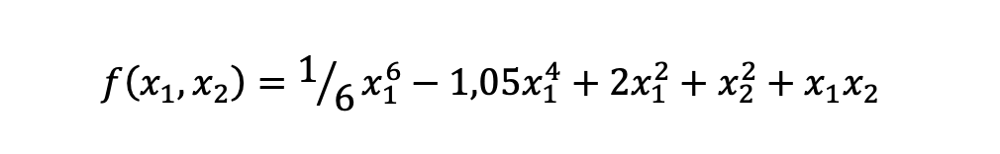 f(x₁, x₂) = 1/6 x₁⁶ − 1,05x₁⁴ + 2x₁² + x₂² + x₁x₂